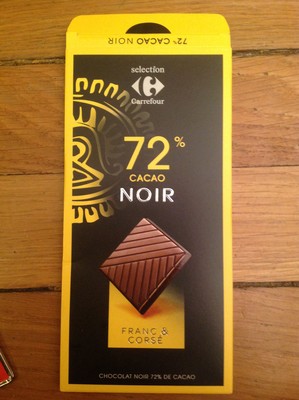 72% CACAO NOIR
selection
Carrefour
72%
CACAO
NOIR
FRANC &
CORSÉ
CHOCOLAT NOIR 72% DE CACAO